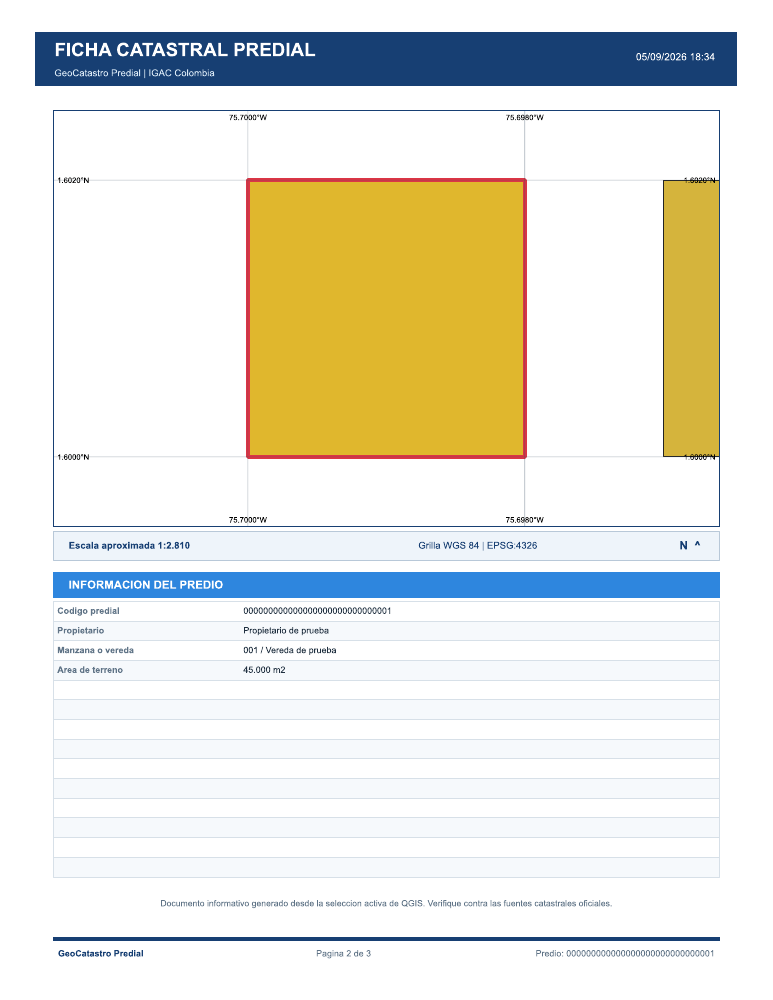 FICHA CATASTRAL PREDIAL
GeoCatastro Predial | IGAC Colombia
05/09/2026 18:34
75.7000°W
75.6980°W
1.6020°N
1.6020°N
1.6000°N
1.6000°N
75.7000°W
75.6980°W
Escala aproximada 1:2.810
Grilla WGS 84 | EPSG:4326
N ^
INFORMACION DEL PREDIO
Codigo predial 000000000000000000000000000001
Propietario Propietario de prueba
Manzana o vereda 001 / Vereda de prueba
Area de terreno 45.000 m2
Documento informativo generado desde la seleccion activa de QGIS. Verifique contra las fuentes catastrales oficiales.
GeoCatastro Predial
Pagina 2 de 3
Predio: 000000000000000000000000000001